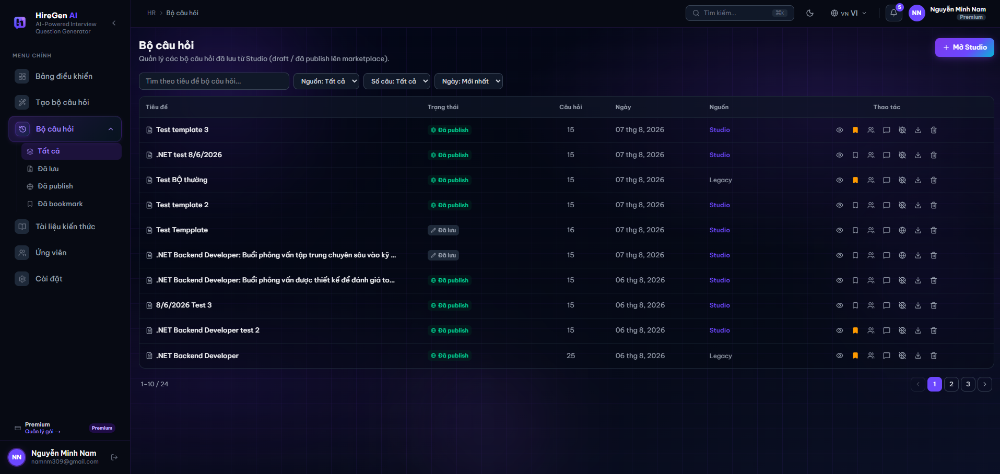 HireGen AI
AI-Powered Interview
Question Generator
MENU CHÍNH
Bảng điều khiển
Tạo bộ câu hỏi
Bộ câu hỏi
Tất cả
Đã lưu
Đã publish
Đã bookmark
Tài liệu kiến thức
Ứng viên
Cài đặt
Premium
Quản lý gói →
Premium
NN
Nguyễn Minh Nam
namnm309@gmail.com
HR > Bộ câu hỏi
Tìm kiếm... ⌘K
VN VI
5
NN
Nguyễn Minh Nam
Premium
Bộ câu hỏi
Quản lý các bộ câu hỏi đã lưu từ Studio (draft / đã publish lên marketplace).
+ Mở Studio
Tìm theo tiêu đề bộ câu hỏi... Nguồn: Tất cả Số câu: Tất cả Ngày: Mới nhất
Tiêu đề Trạng thái Câu hỏi Ngày Nguồn Thao tác
Test template 3 Đã publish 15 07 thg 8, 2026 Studio
.NET test 8/6/2026 Đã publish 15 07 thg 8, 2026 Studio
Test BỘ thường Đã publish 15 07 thg 8, 2026 Legacy
Test template 2 Đã publish 15 07 thg 8, 2026 Studio
Test Tempplate Đã lưu 16 07 thg 8, 2026 Studio
.NET Backend Developer: Buổi phỏng vấn tập trung chuyên sâu vào kỹ ... Đã lưu 15 07 thg 8, 2026 Studio
.NET Backend Developer: Buổi phỏng vấn được thiết kế để đánh giá to... Đã publish 15 06 thg 8, 2026 Studio
8/6/2026 Test 3 Đã publish 15 06 thg 8, 2026 Studio
.NET Backend Developer test 2 Đã publish 15 06 thg 8, 2026 Studio
.NET Backend Developer Đã publish 25 06 thg 8, 2026 Legacy
1–10 / 24
1 2 3